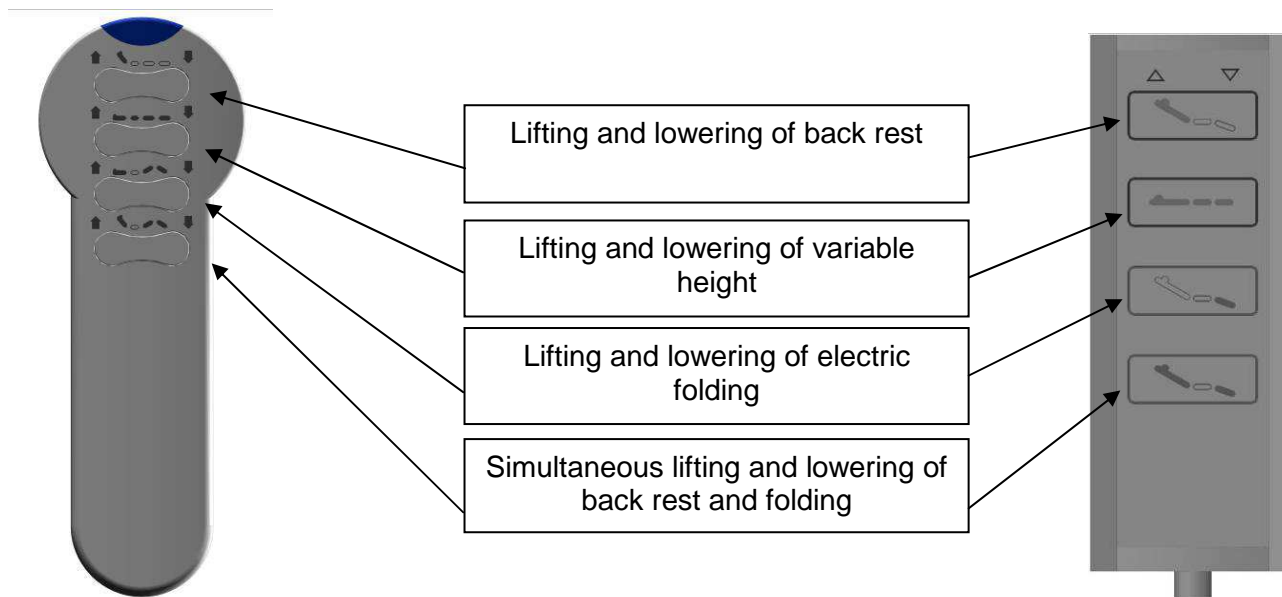 Lifting and lowering of back rest
Lifting and lowering of variable
height
Lifting and lowering of electric
folding
Simultaneous lifting and lowering of
back rest and folding